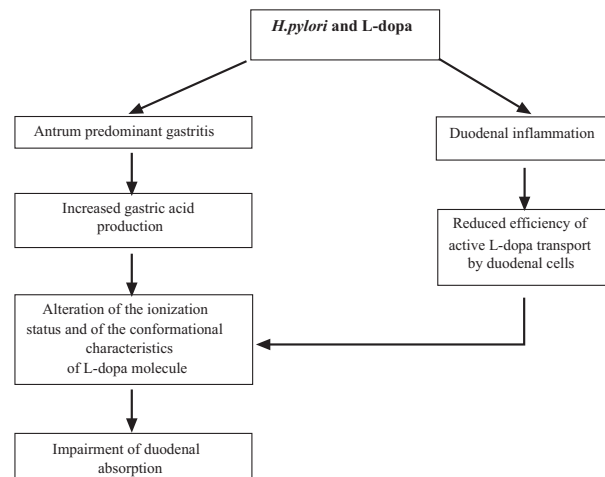 H.pylori and L-dopa
Antrum predominant gastritis
Duodenal inflammation
Increased gastric acid
production
Reduced efficiency of
active L-dopa transport
by duodenal cells
Alteration of the ionization
status and of the conformational
characteristics
of L-dopa molecule
Impairment of duodenal
absorption